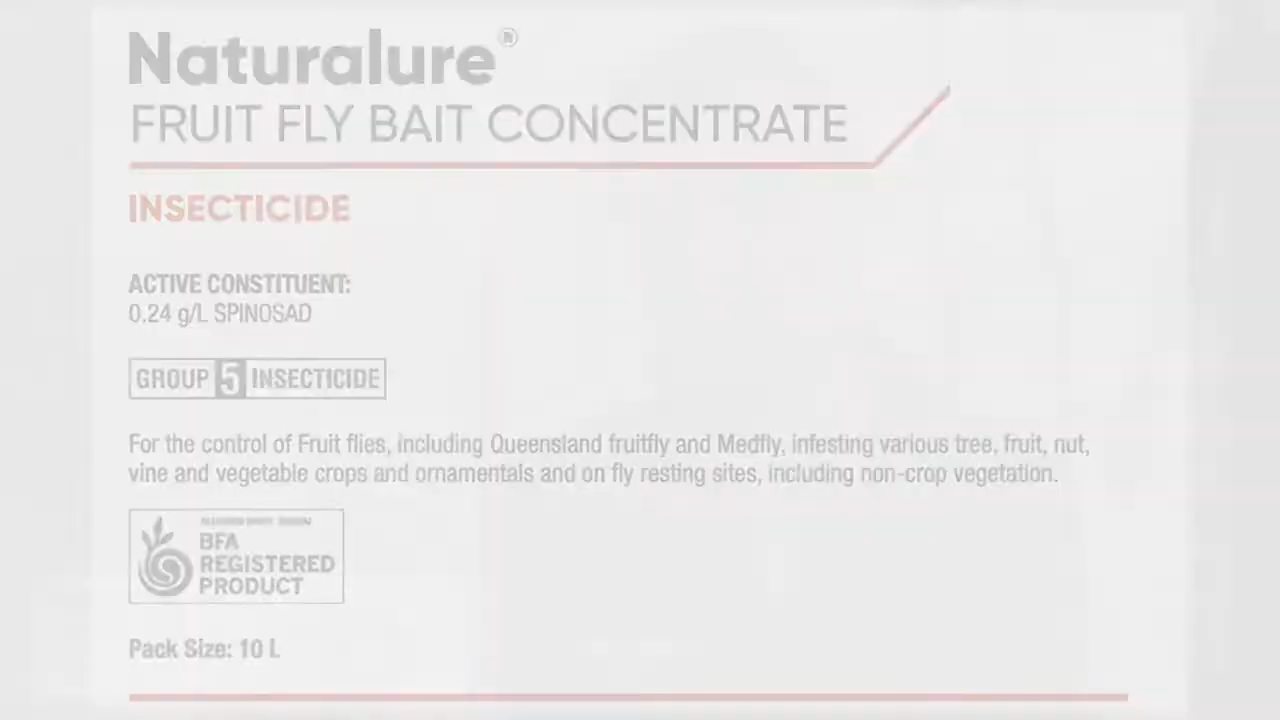 Naturalure®
FRUIT FLY BAIT CONCENTRATE
INSECTICIDE
ACTIVE CONSTITUENT:
0.24 g/L SPINOSAD
GROUP 5 INSECTICIDE
For the control of Fruit flies, including Queensland fruitfly and Medfly, infesting various tree, fruit, nut,
vine and vegetable crops and ornamentals and on fly resting sites, including non-crop vegetation.
BFA
REGISTERED
PRODUCT
Pack Size: 10 L